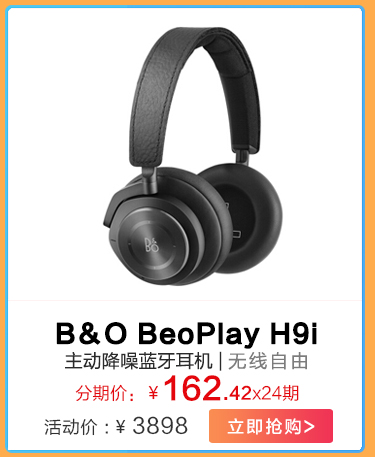 B&O
B&O BeoPlay H9i
主动降噪蓝牙耳机 | 无线自由
分期价：¥ 162.42x24期
活动价：¥ 3898 立即抢购>